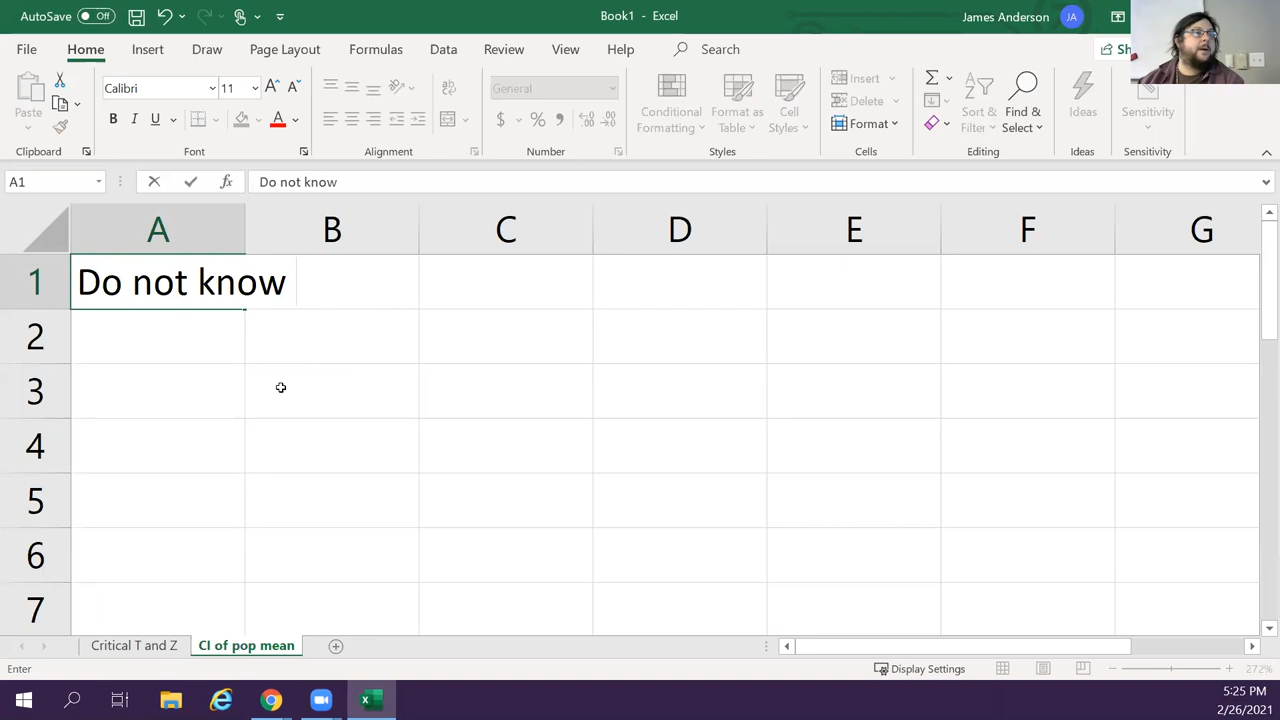 AutoSave Off
Book1 - Excel
James Anderson JA
File Home Insert Draw Page Layout Formulas Data Review View Help Search Sh
Paste
Clipboard
Calibri 11
B I U A
Font
Alignment
General
$ % 9
Number
Conditional Formatting
Format as Table
Cell Styles
Styles
Insert
Delete
Format
Cells
Sort & Filter
Find & Select
Editing
Ideas
Ideas
Sensitivity
Sensitivity
A1 fx Do not know
A B C D E F G
1 Do not know
2
3
4
5
6
7
Critical T and Z CI of pop mean
Enter Display Settings 272%
5:25 PM
2/26/2021